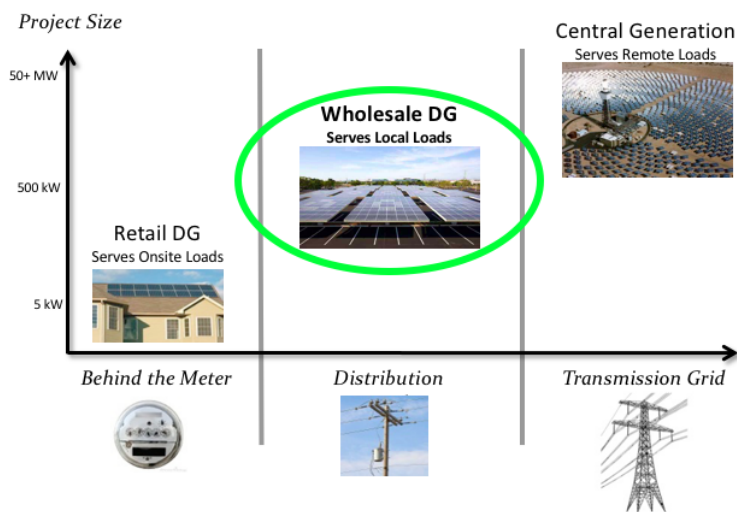 Project Size
Central Generation
Serves Remote Loads
50+ MW
Wholesale DG
Serves Local Loads
500 kW
Retail DG
Serves Onsite Loads
5 kW
Behind the Meter
Distribution
Transmission Grid